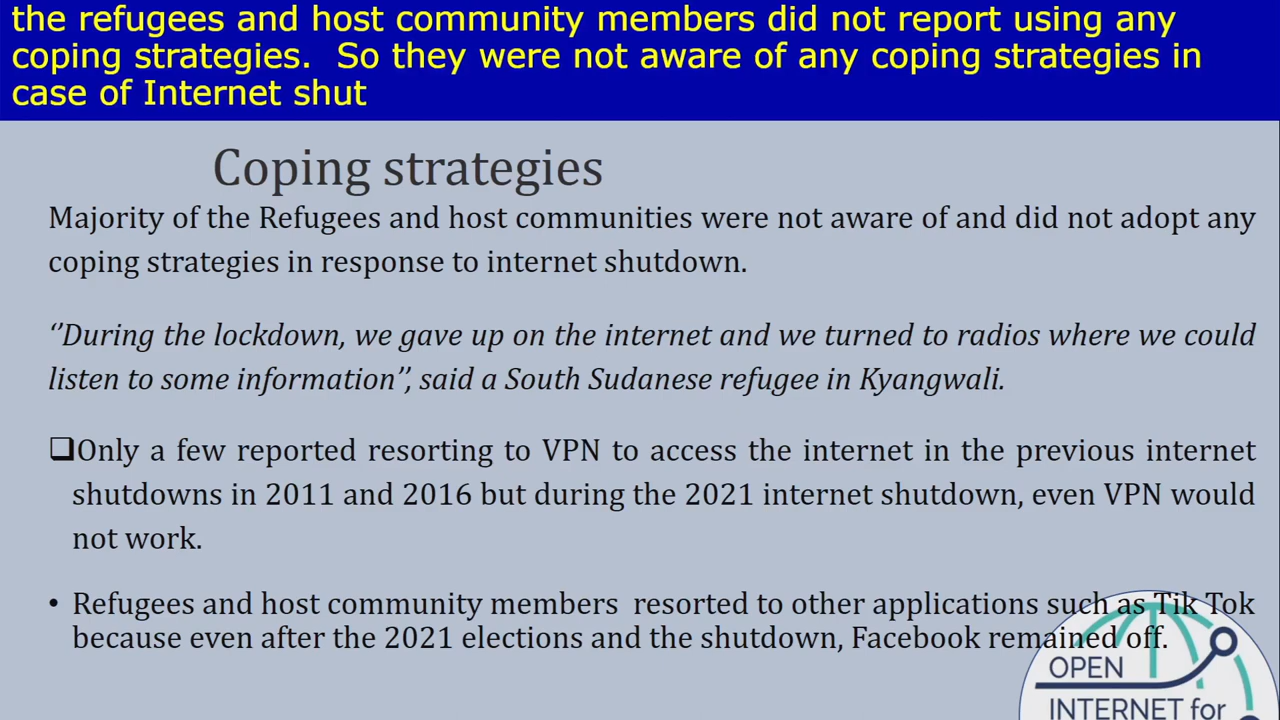 the refugees and host community members did not report using any
coping strategies.  So they were not aware of any coping strategies in
case of Internet shut
Coping strategies
Majority of the Refugees and host communities were not aware of and did not adopt any
coping strategies in response to internet shutdown.
‘’During the lockdown, we gave up on the internet and we turned to radios where we could
listen to some information’’, said a South Sudanese refugee in Kyangwali.
❑Only a few reported resorting to VPN to access the internet in the previous internet
shutdowns in 2011 and 2016 but during the 2021 internet shutdown, even VPN would
not work.
• Refugees and host community members  resorted to other applications such as Tik Tok
because even after the 2021 elections and the shutdown, Facebook remained off.
OPEN
INTERNET for